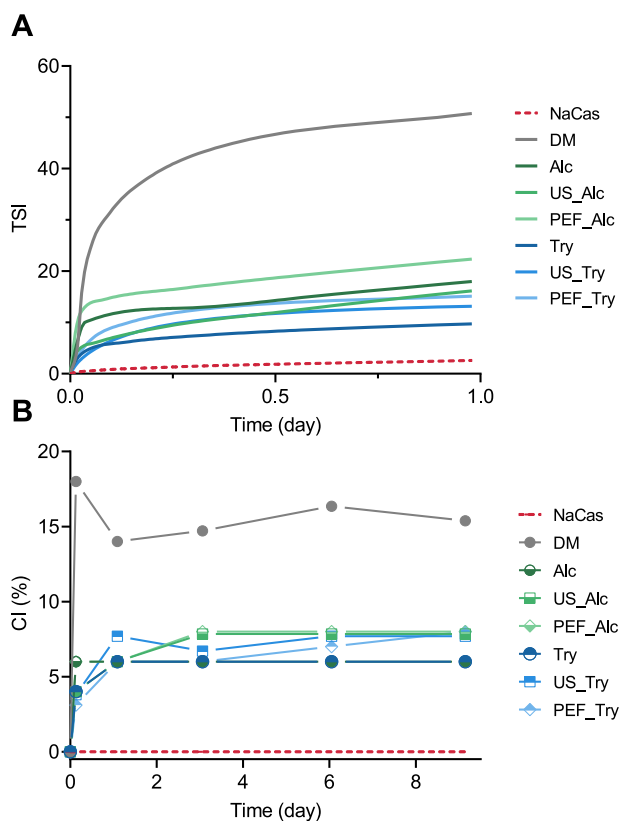 A
60
40
20
0
TSI
0.0
0.5
1.0
Time (day)
NaCas
DM
Alc
US_Alc
PEF_Alc
Try
US_Try
PEF_Try
B
20
15
10
5
0
CI (%)
0
2
4
6
8
Time (day)
NaCas
DM
Alc
US_Alc
PEF_Alc
Try
US_Try
PEF_Try